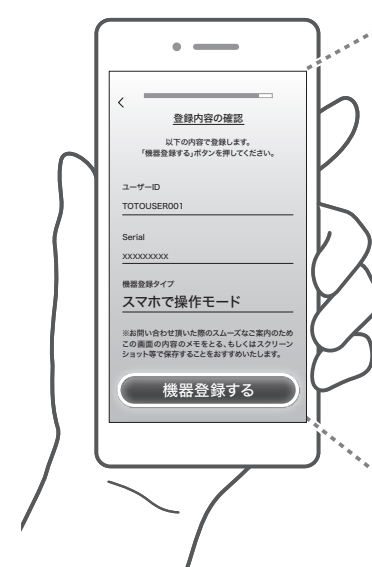 登録内容の確認
以下の内容で登録します。
「機器登録する」ボタンを押してください。
ユーザーID
TOTOUSER001
Serial
xxxxxxxxx
機器登録タイプ
スマホで操作モード
※お問い合わせ頂いた際のスムーズなご案内のため
この画面の内容のメモをとる、もしくはスクリーン
ショット等で保存することをおすすめいたします。
機器登録する